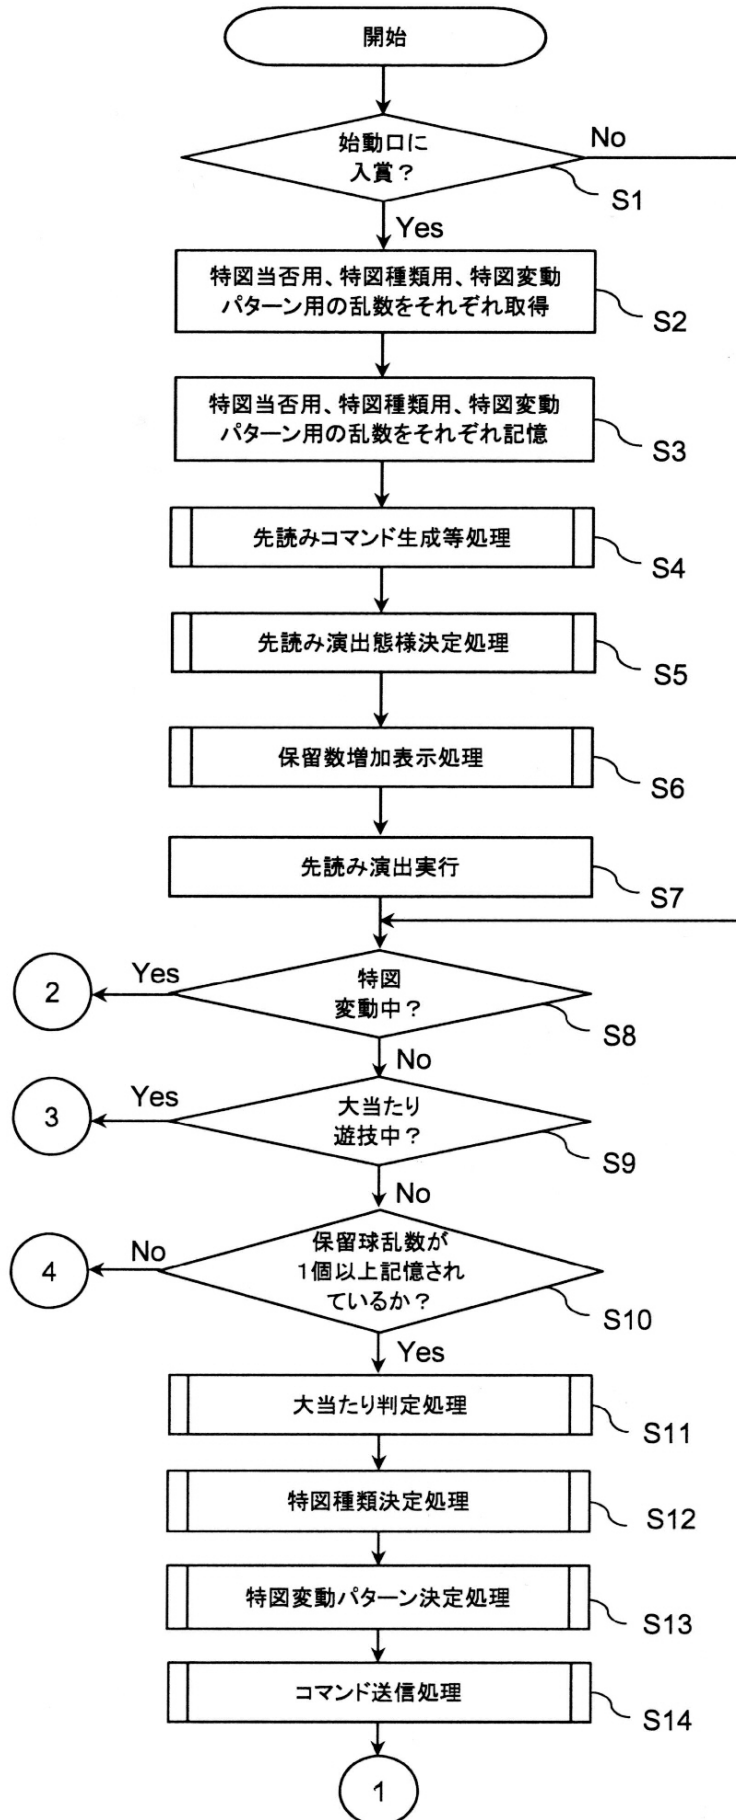 開始
始動口に
入賞?
No
S1
Yes
特図当否用、特図種類用、特図変動
パターン用の乱数をそれぞれ取得
S2
特図当否用、特図種類用、特図変動
パターン用の乱数をそれぞれ記憶
S3
先読みコマンド生成等処理
S4
先読み演出態様決定処理
S5
保留数増加表示処理
S6
先読み演出実行
S7
特図
変動中?
Yes
2
S8
No
大当たり
遊技中?
Yes
3
S9
No
保留球乱数が
1個以上記憶され
ているか?
No
4
S10
Yes
大当たり判定処理
S11
特図種類決定処理
S12
特図変動パターン決定処理
S13
コマンド送信処理
S14
1